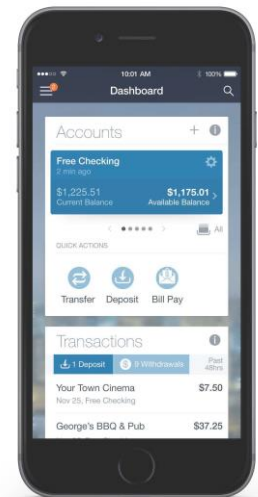 10:01 AM
100%
2
Dashboard
Accounts
Free Checking
2 min ago
$1,225.51 $1,175.01
Current Balance Available Balance
All
QUICK ACTIONS
Transfer Deposit Bill Pay
Transactions
1 Deposit 9 Withdrawals Past 48hrs
Your Town Cinema $7.50
Nov 25, Free Checking
George's BBQ & Pub $37.25